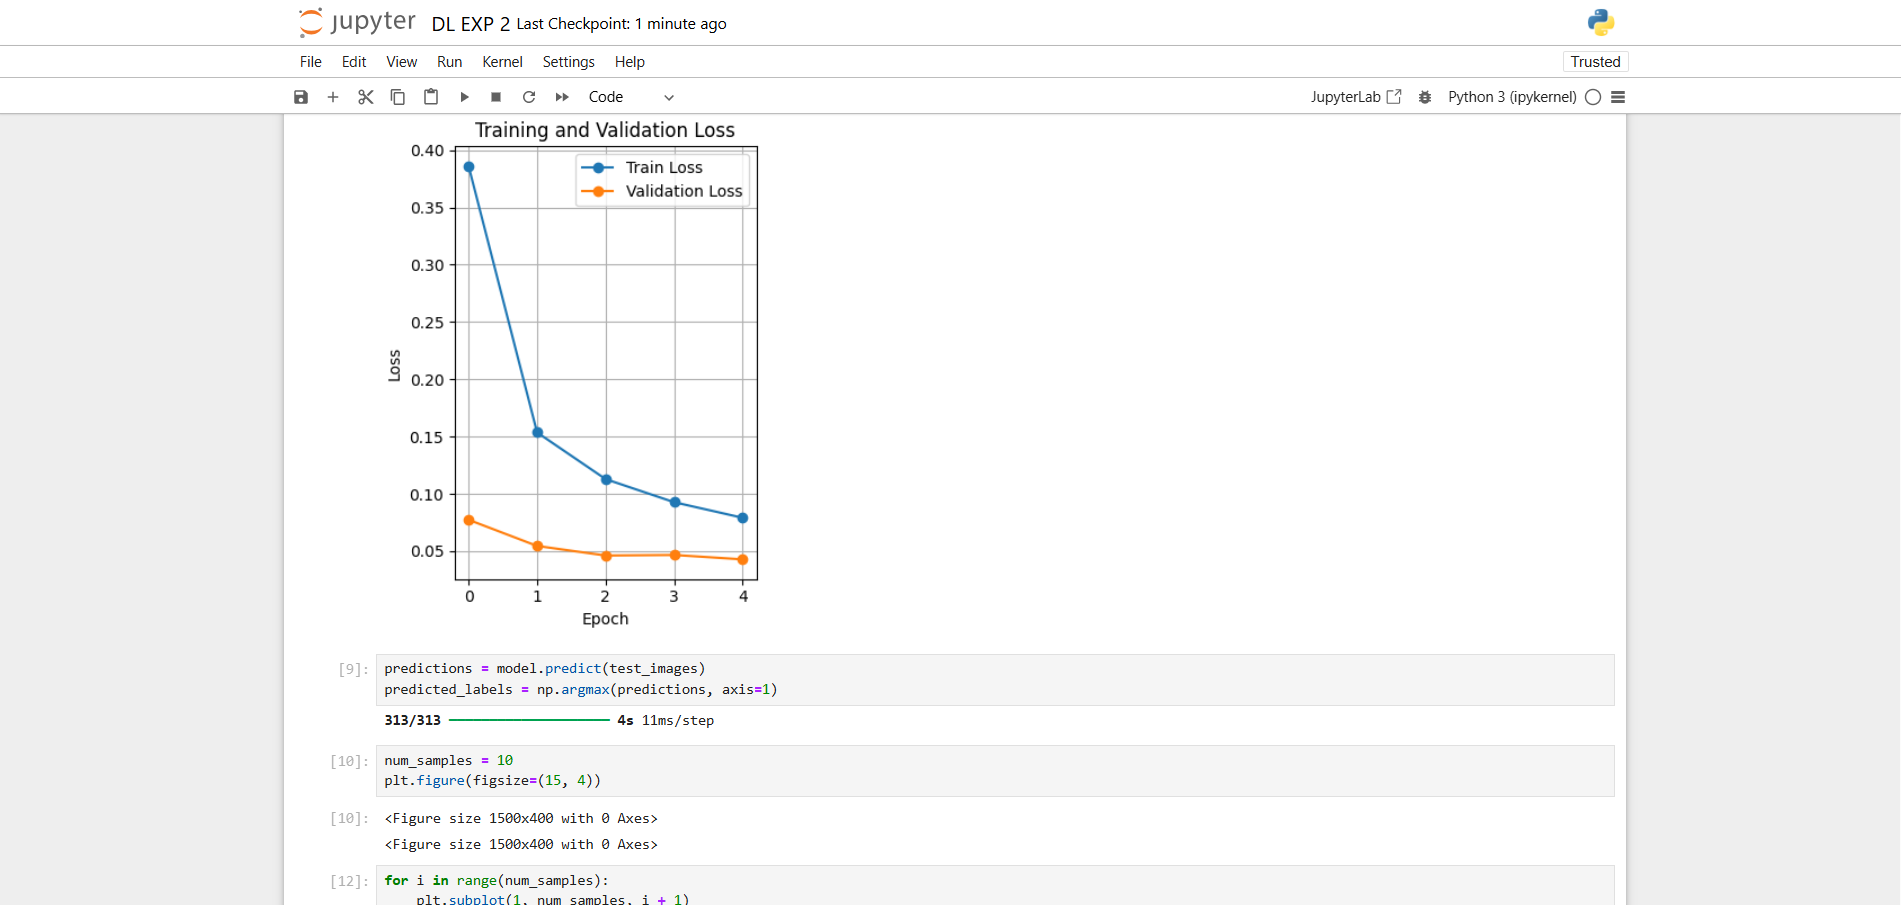 jupyter DL EXP 2 Last Checkpoint: 1 minute ago
File Edit View Run Kernel Settings Help Trusted
Code JupyterLab Python 3 (ipykernel)
Training and Validation Loss
Train Loss
Validation Loss
0.40
0.35
0.30
0.25
0.20
0.15
0.10
0.05
Loss
0 1 2 3 4
Epoch
[9]: predictions = model.predict(test_images)
predicted_labels = np.argmax(predictions, axis=1)
313/313 4s 11ms/step
[10]: num_samples = 10
plt.figure(figsize=(15, 4))
[10]: <Figure size 1500x400 with 0 Axes>
<Figure size 1500x400 with 0 Axes>
[12]: for i in range(num_samples):
plt.subplot(1, num_samples, i + 1)